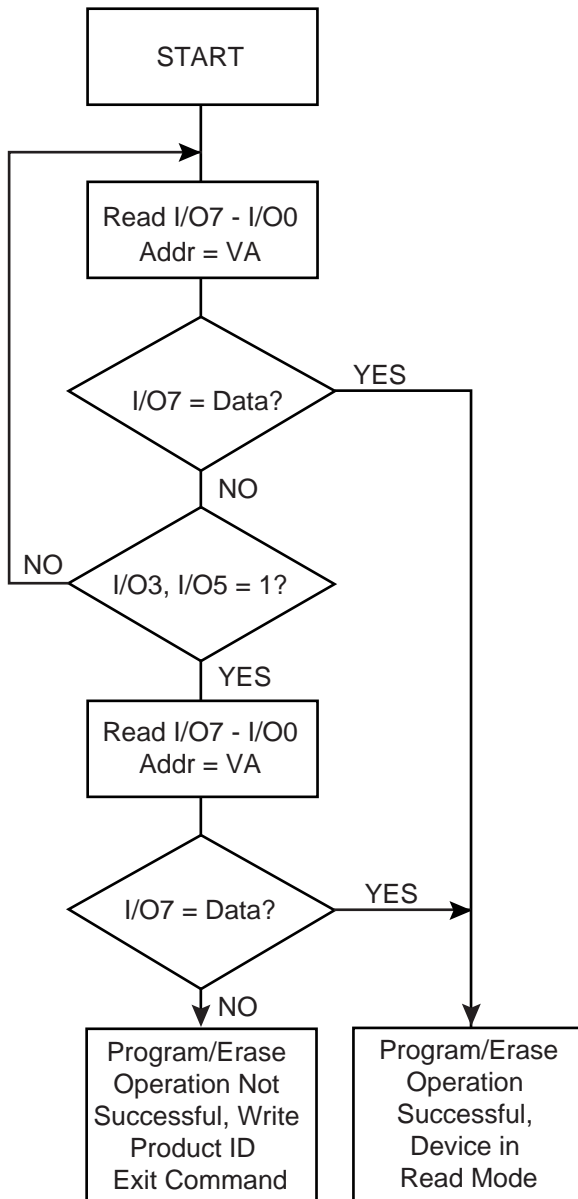 START
Read I/O7 - I/O0
Addr = VA
I/O7 = Data?
YES
NO
NO
I/O3, I/O5 = 1?
YES
Read I/O7 - I/O0
Addr = VA
I/O7 = Data?
YES
NO
Program/Erase
Operation Not
Successful, Write
Product ID
Exit Command
Program/Erase
Operation
Successful,
Device in
Read Mode